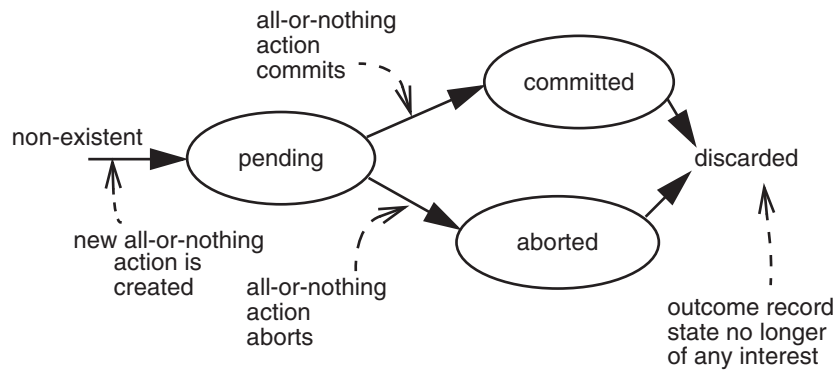 all-or-nothing
action
commits
committed
non-existent
pending
discarded
new all-or-nothing
action is
created
aborted
all-or-nothing
action
aborts
outcome record
state no longer
of any interest